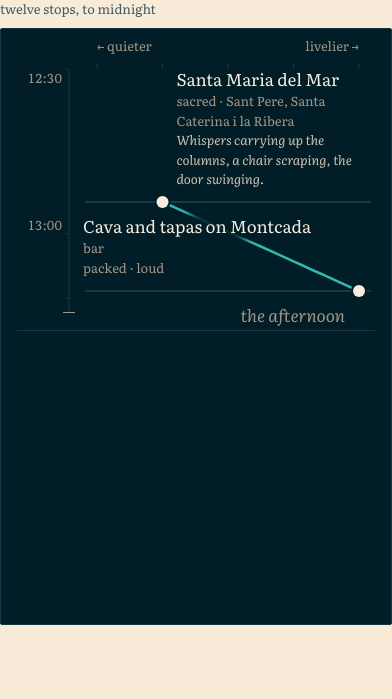 twelve stops, to midnight
← quieter
livelier →
12:30
Santa Maria del Mar
sacred · Sant Pere, Santa
Caterina i la Ribera
Whispers carrying up the
columns, a chair scraping, the
door swinging.
13:00
Cava and tapas on Montcada
bar
packed · loud
the afternoon